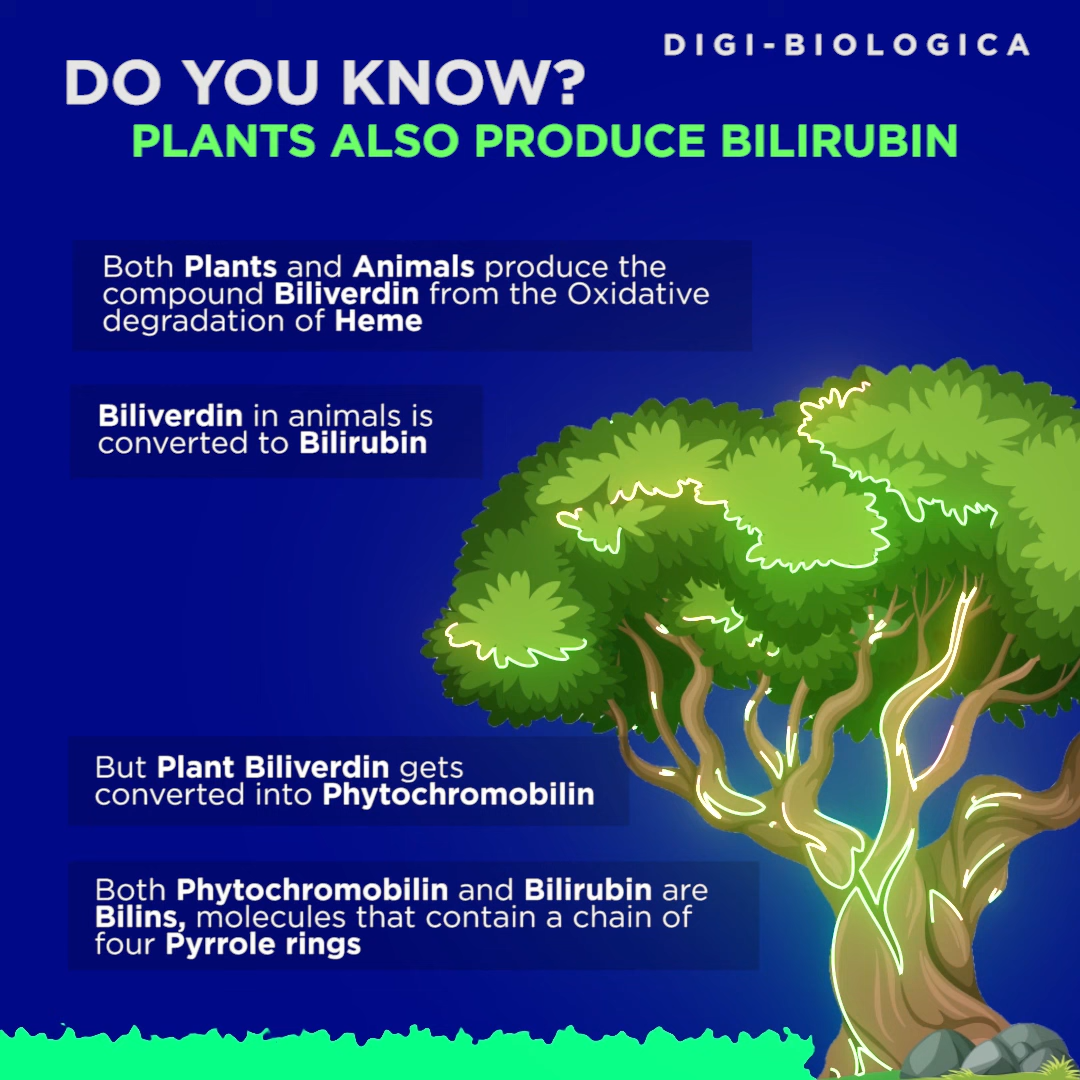 DIGI-BIOLOGICA
DO YOU KNOW?
PLANTS ALSO PRODUCE BILIRUBIN
Both Plants and Animals produce the
compound Biliverdin from the Oxidative
degradation of Heme
Biliverdin in animals is
converted to Bilirubin
But Plant Biliverdin gets
converted into Phytochromobilin
Both Phytochromobilin and Bilirubin are
Bilins, molecules that contain a chain of
four Pyrrole rings